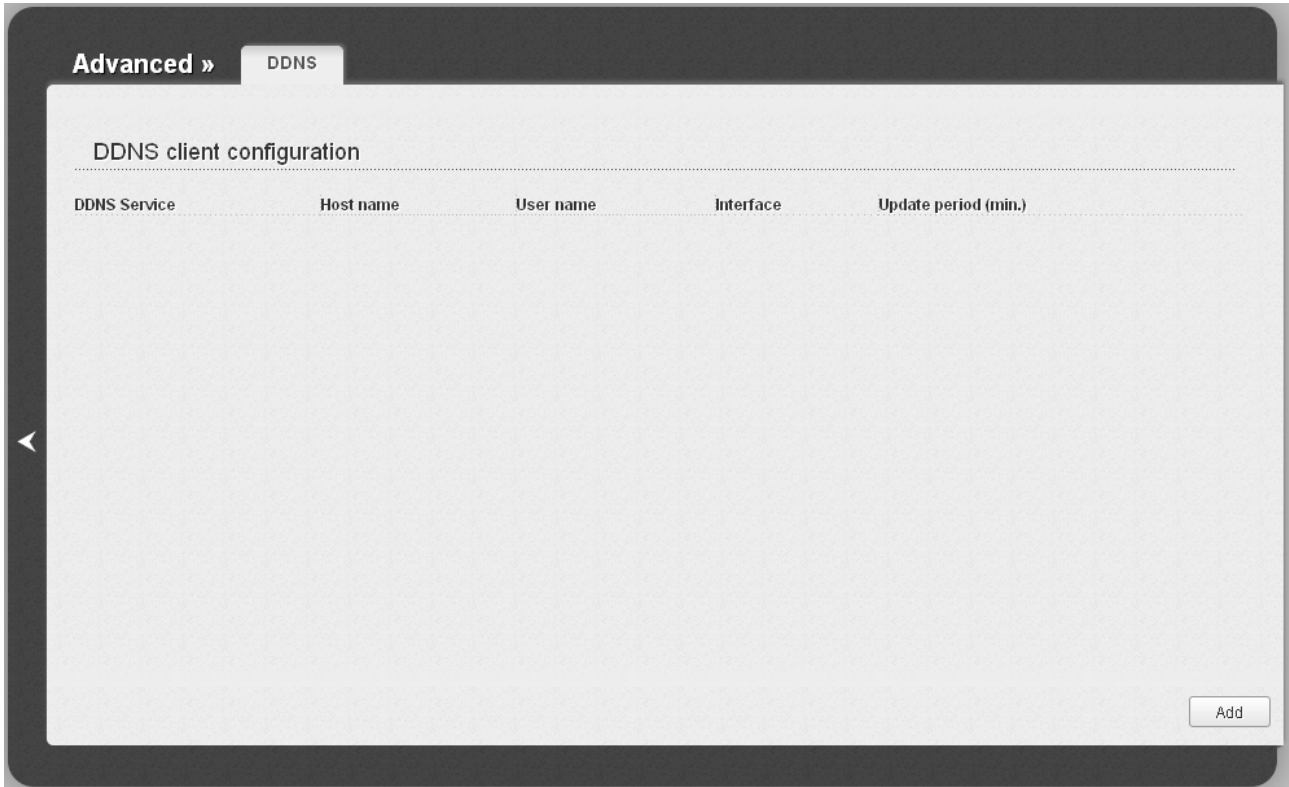 Advanced » DDNS
DDNS client configuration
DDNS Service Host name User name Interface Update period (min.)
Add